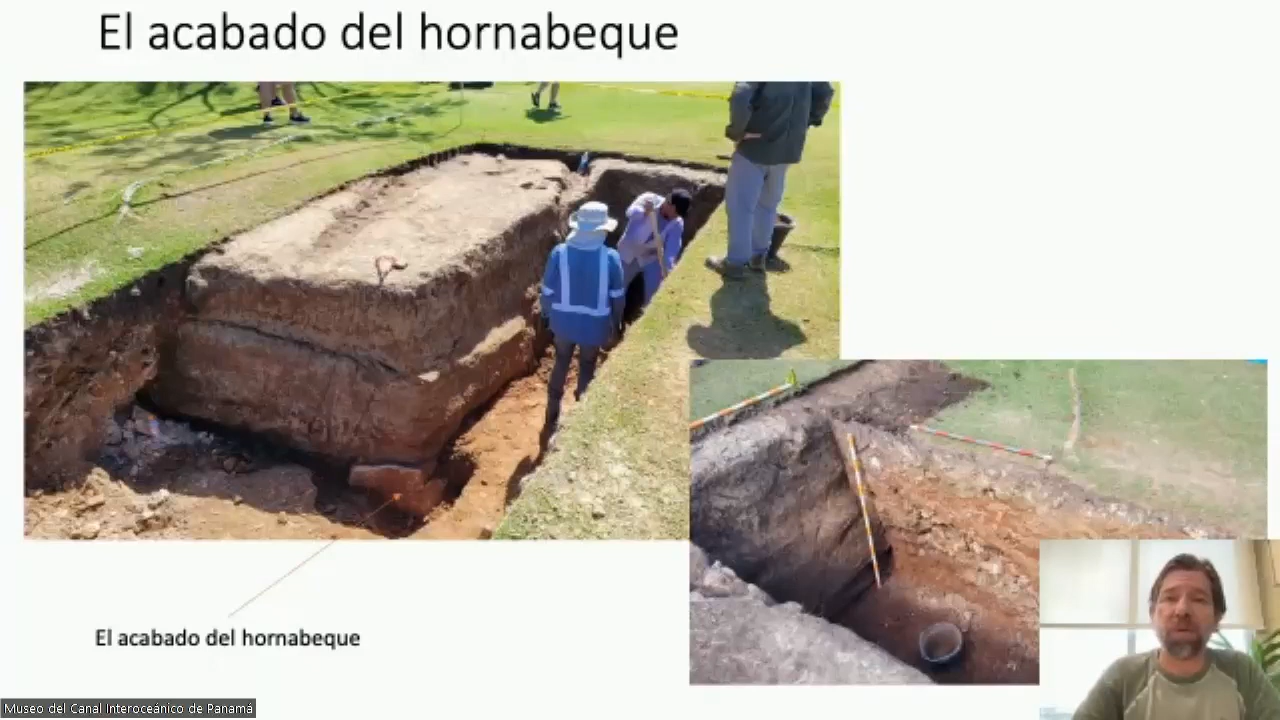 El acabado del hornabeque
El acabado del hornabeque
Museo del Canal Interoceánico de Panamá